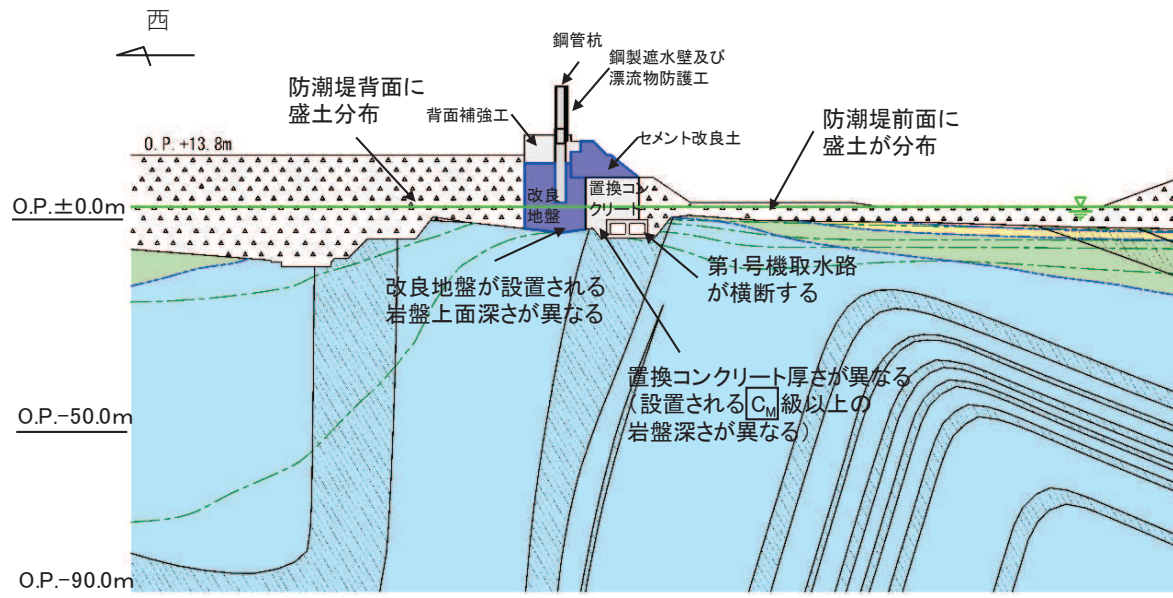 西
鋼管杭
鋼製遮水壁及び
漂流物防護工
防潮堤背面に
盛土分布
背面補強工
セメント改良土
防潮堤前面に
盛土が分布
O.P.+13.8m
改良
地盤
置換コン
クリート
O.P.±0.0m
第1号機取水路
が横断する
改良地盤が設置される
岩盤上面深さが異なる
置換コンクリート厚さが異なる
(設置されるCM級以上の
岩盤深さが異なる)
O.P.-50.0m
O.P.-90.0m